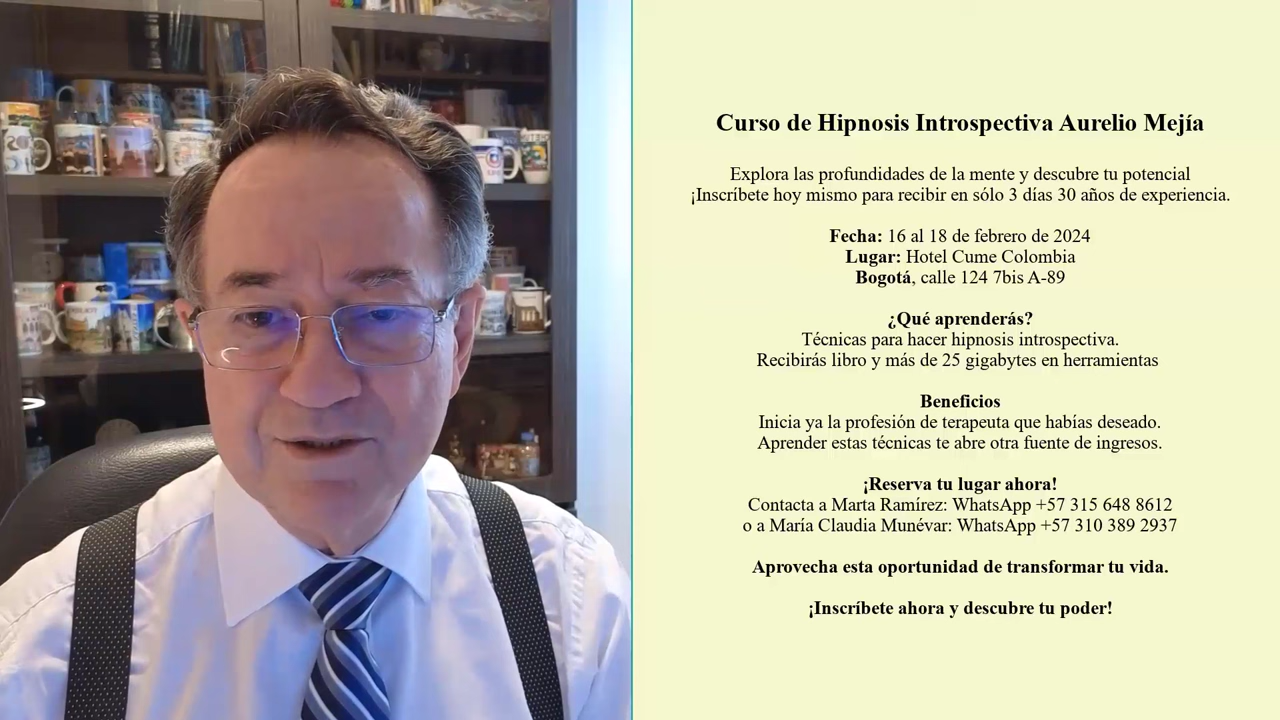 Curso de Hipnosis Introspectiva Aurelio Mejía
Explora las profundidades de la mente y descubre tu potencial
¡Inscríbete hoy mismo para recibir en sólo 3 días 30 años de experiencia.
Fecha: 16 al 18 de febrero de 2024
Lugar: Hotel Cume Colombia
Bogotá, calle 124 7bis A-89
¿Qué aprenderás?
Técnicas para hacer hipnosis introspectiva.
Recibirás libro y más de 25 gigabytes en herramientas
Beneficios
Inicia ya la profesión de terapeuta que habías deseado.
Aprender estas técnicas te abre otra fuente de ingresos.
¡Reserva tu lugar ahora!
Contacta a Marta Ramírez: WhatsApp +57 315 648 8612
o a María Claudia Munévar: WhatsApp +57 310 389 2937
Aprovecha esta oportunidad de transformar tu vida.
¡Inscríbete ahora y descubre tu poder!